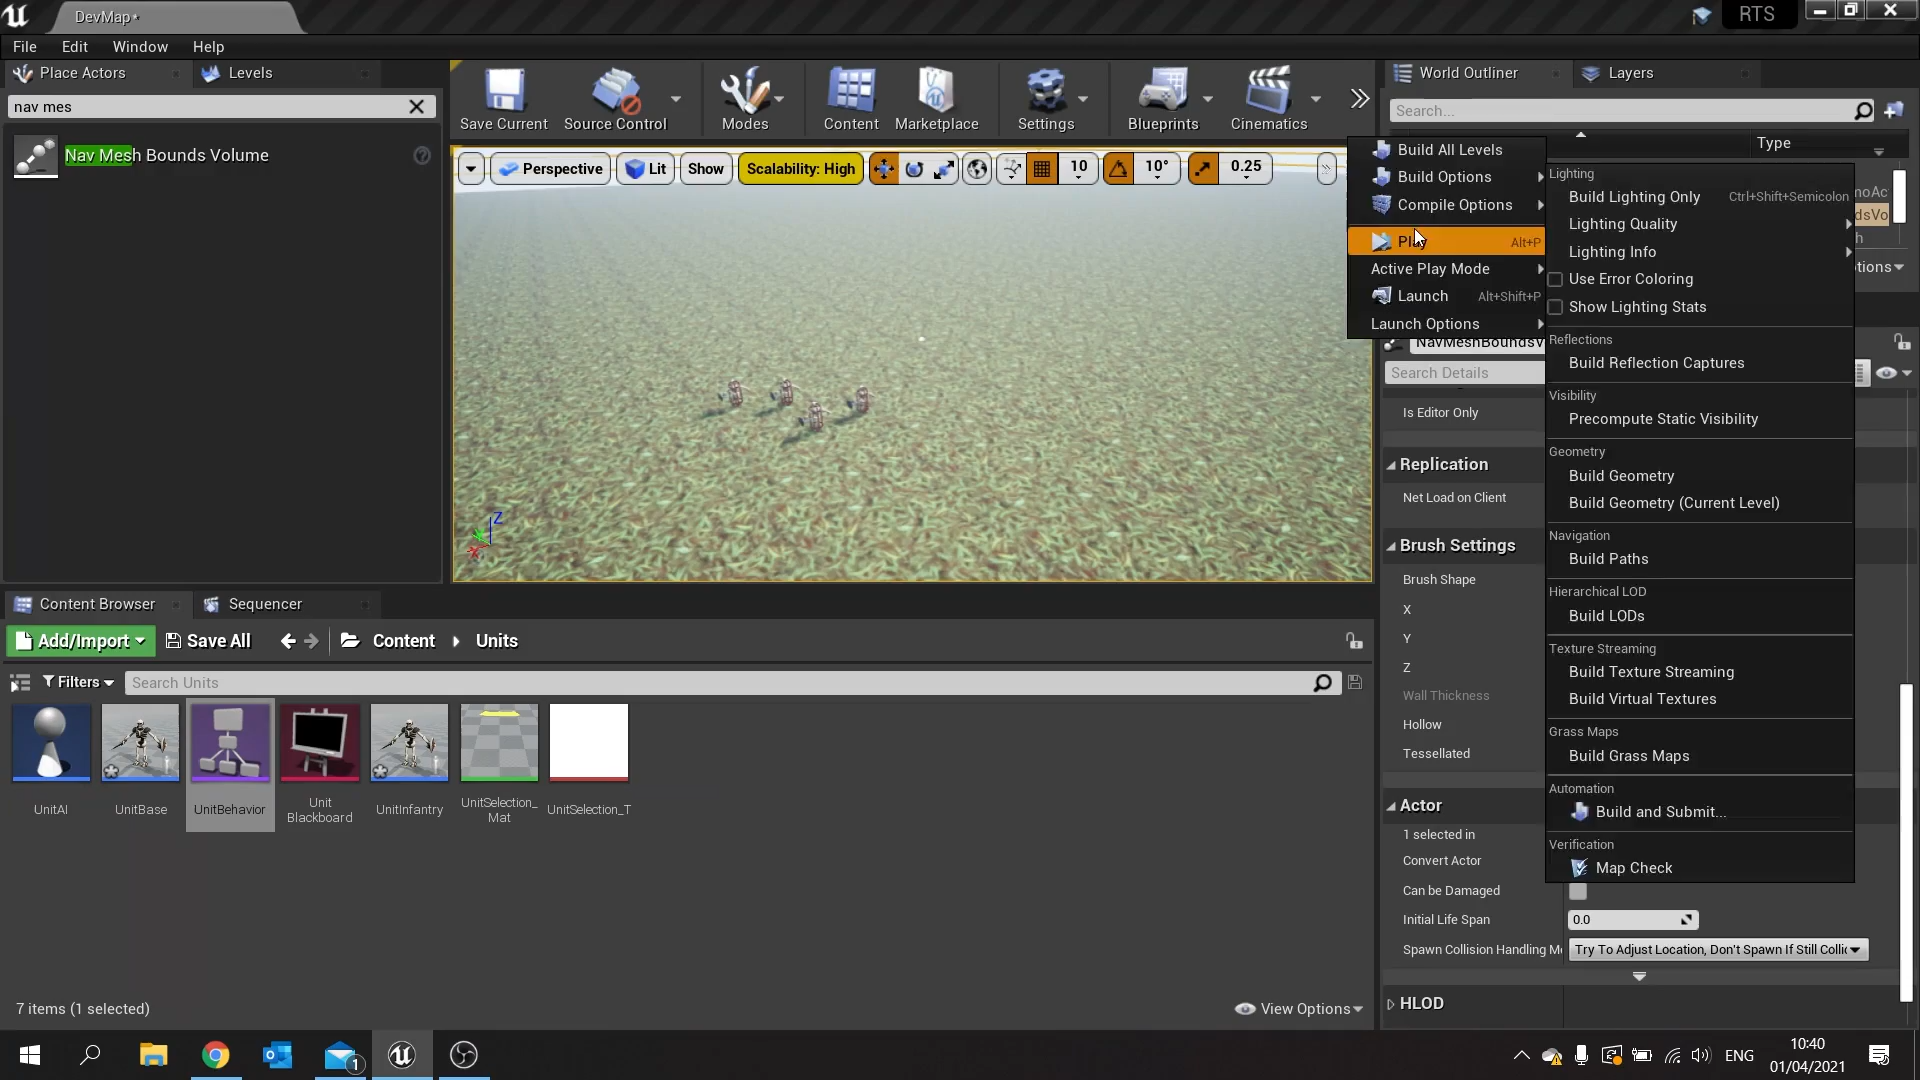 DevMap*
RTS
File Edit Window Help
Place Actors
Levels
nav mes
Nav Mesh Bounds Volume
Save Current
Source Control
Modes
Content
Marketplace
Settings
Blueprints
Cinematics
Perspective
Lit
Show
Scalability: High
10
10°
0.25
World Outliner
Layers
Search...
Type
Build All Levels
Build Options
Compile Options
Play Alt+P
Active Play Mode
Launch Alt+Shift+P
Launch Options
Lighting
Build Lighting Only Ctrl+Shift+Semicolon
Lighting Quality
Lighting Info
Use Error Coloring
Show Lighting Stats
Reflections
Build Reflection Captures
Visibility
Precompute Static Visibility
Geometry
Build Geometry
Build Geometry (Current Level)
Navigation
Build Paths
Hierarchical LOD
Build LODs
Texture Streaming
Build Texture Streaming
Build Virtual Textures
Grass Maps
Build Grass Maps
Automation
Build and Submit...
Verification
Map Check
NavMeshBoundsV
Search Details
Is Editor Only
Replication
Net Load on Client
Brush Settings
Brush Shape
X
Y
Z
Wall Thickness
Hollow
Tessellated
Actor
1 selected in
Convert Actor
Can be Damaged
Initial Life Span 0.0
Spawn Collision Handling Me Try To Adjust Location, Don't Spawn If Still Collic
HLOD
Z
Content Browser
Sequencer
Add/Import
Save All
Content
Units
Filters
Search Units
UnitAI
UnitBase
UnitBehavior
Unit
Blackboard
UnitInfantry
UnitSelection_
Mat
UnitSelection_T
7 items (1 selected)
View Options
1
ENG
10:40
01/04/2021